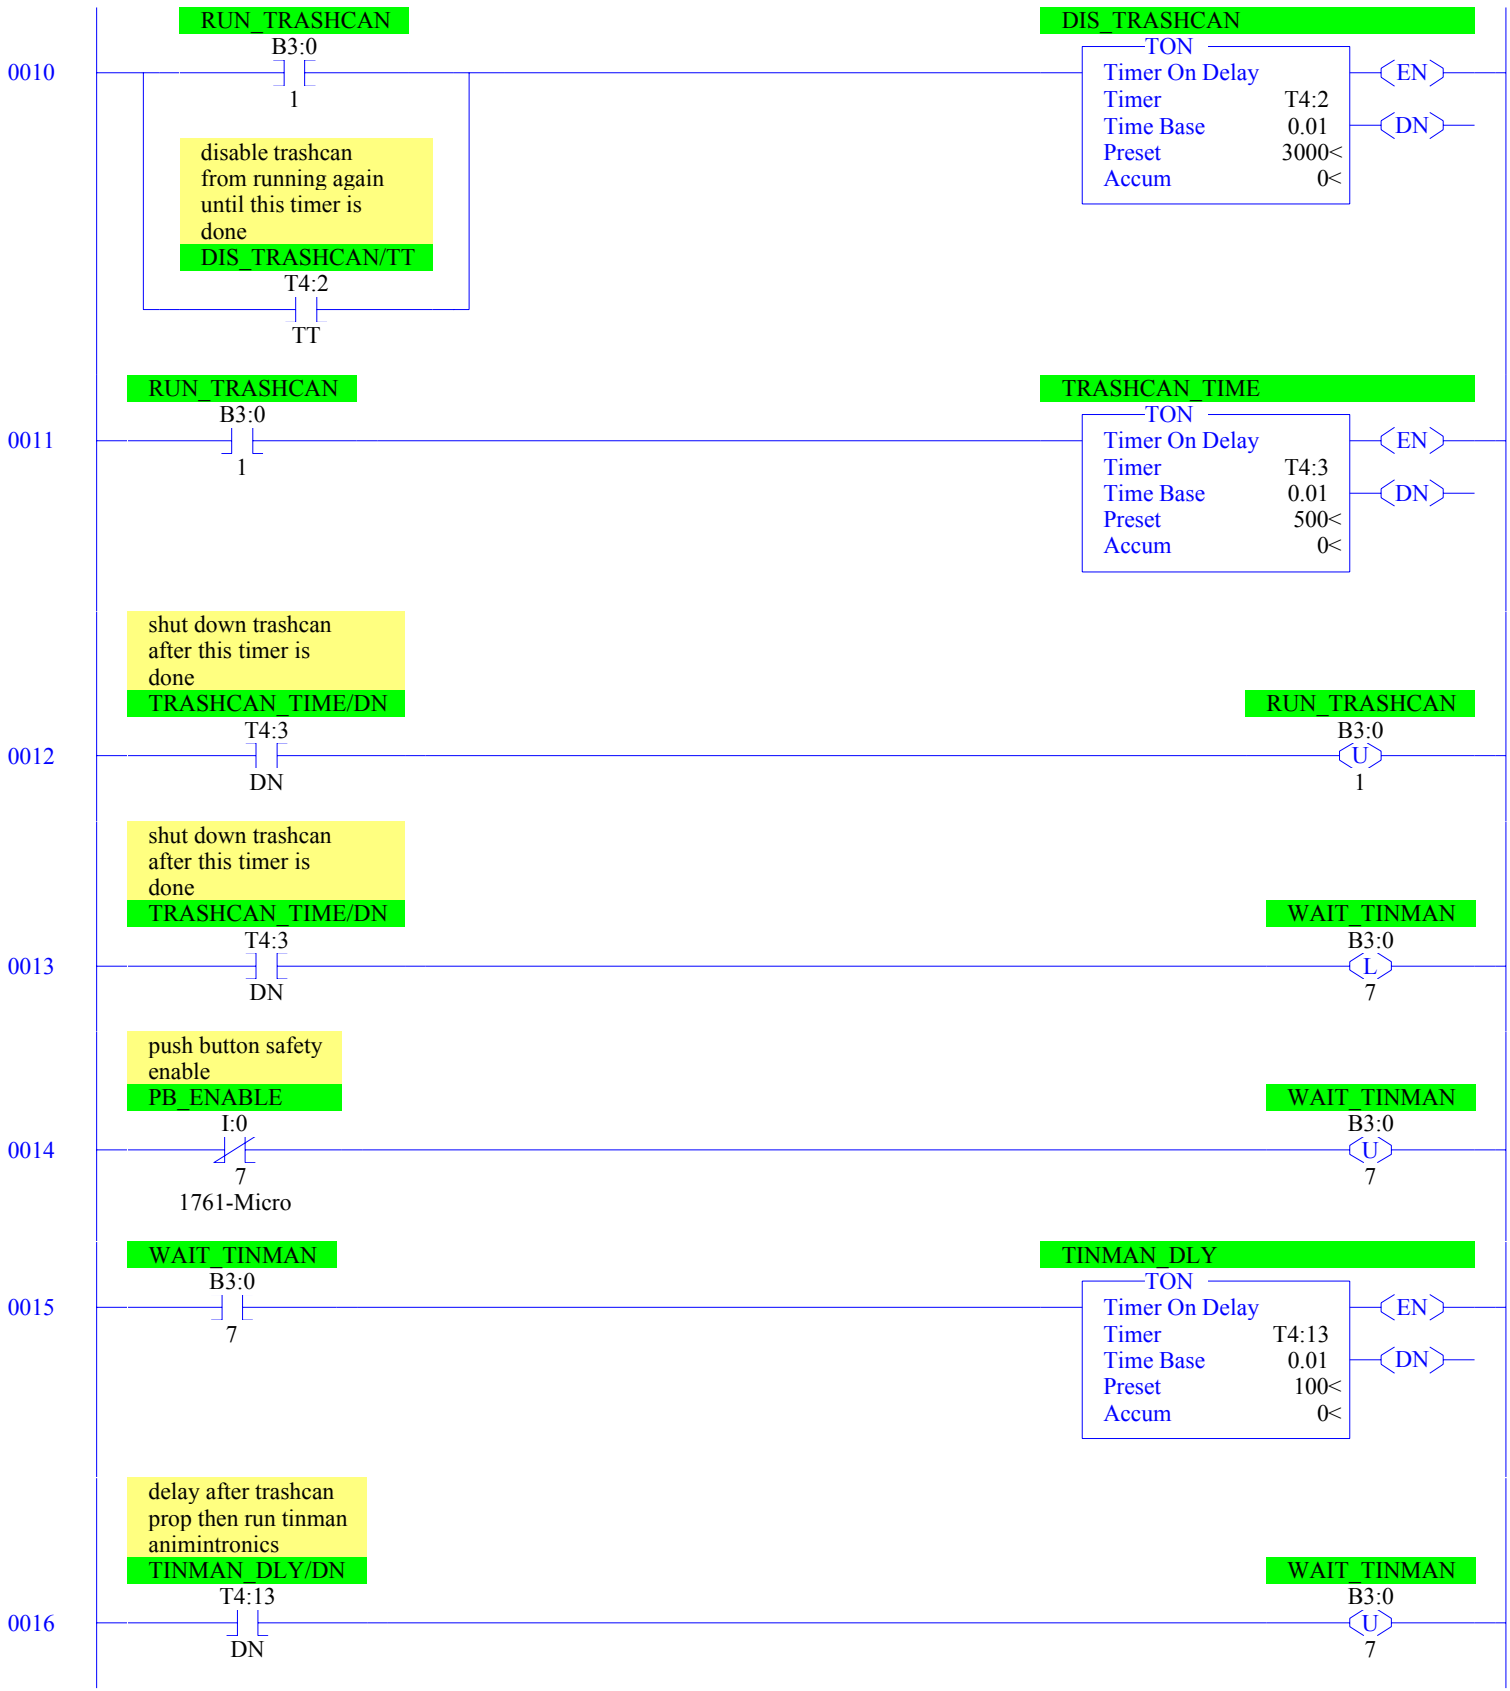 RUN_TRASHCAN
B3:0
0010
1
disable trashcan
from running again
until this timer is
done
DIS_TRASHCAN/TT
T4:2
TT
DIS_TRASHCAN
TON
Timer On Delay
Timer T4:2
Time Base 0.01
Preset 3000<
Accum 0<
EN
DN
RUN_TRASHCAN
B3:0
0011
1
TRASHCAN_TIME
TON
Timer On Delay
Timer T4:3
Time Base 0.01
Preset 500<
Accum 0<
EN
DN
shut down trashcan
after this timer is
done
TRASHCAN_TIME/DN
T4:3
0012
DN
RUN_TRASHCAN
B3:0
U
1
shut down trashcan
after this timer is
done
TRASHCAN_TIME/DN
T4:3
0013
DN
WAIT_TINMAN
B3:0
L
7
push button safety
enable
PB_ENABLE
I:0
0014
7
1761-Micro
WAIT_TINMAN
B3:0
U
7
WAIT_TINMAN
B3:0
0015
7
TINMAN_DLY
TON
Timer On Delay
Timer T4:13
Time Base 0.01
Preset 100<
Accum 0<
EN
DN
delay after trashcan
prop then run tinman
animintronics
TINMAN_DLY/DN
T4:13
0016
DN
WAIT_TINMAN
B3:0
U
7